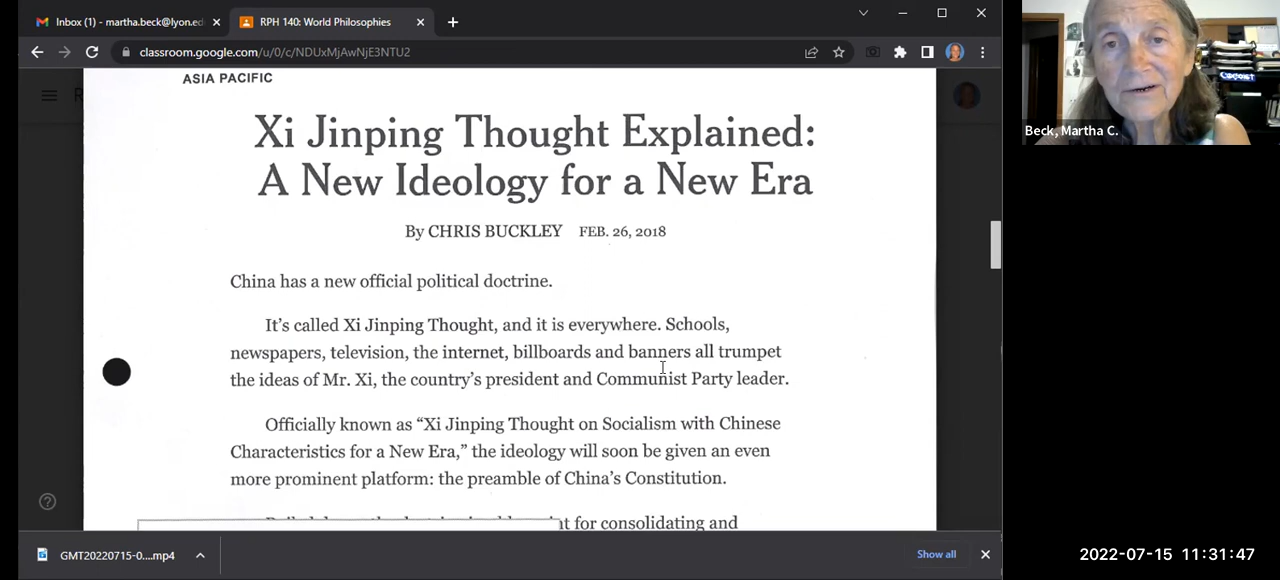 Inbox (1) - martha.beck@lyon.ed
RPH 140: World Philosophies
classroom.google.com/u/0/c/NDUxMjAwNjE3NTU2
ASIA PACIFIC
R
Xi Jinping Thought Explained:
A New Ideology for a New Era
By CHRIS BUCKLEY FEB. 26, 2018
China has a new official political doctrine.
It's called Xi Jinping Thought, and it is everywhere. Schools,
newspapers, television, the internet, billboards and banners all trumpet
the ideas of Mr. Xi, the country's president and Communist Party leader.
Officially known as “Xi Jinping Thought on Socialism with Chinese
Characteristics for a New Era,” the ideology will soon be given an even
more prominent platform: the preamble of China's Constitution.
for consolidating and
GMT20220715-0....mp4
Show all
Beck, Martha C.
2022-07-15 11:31:47